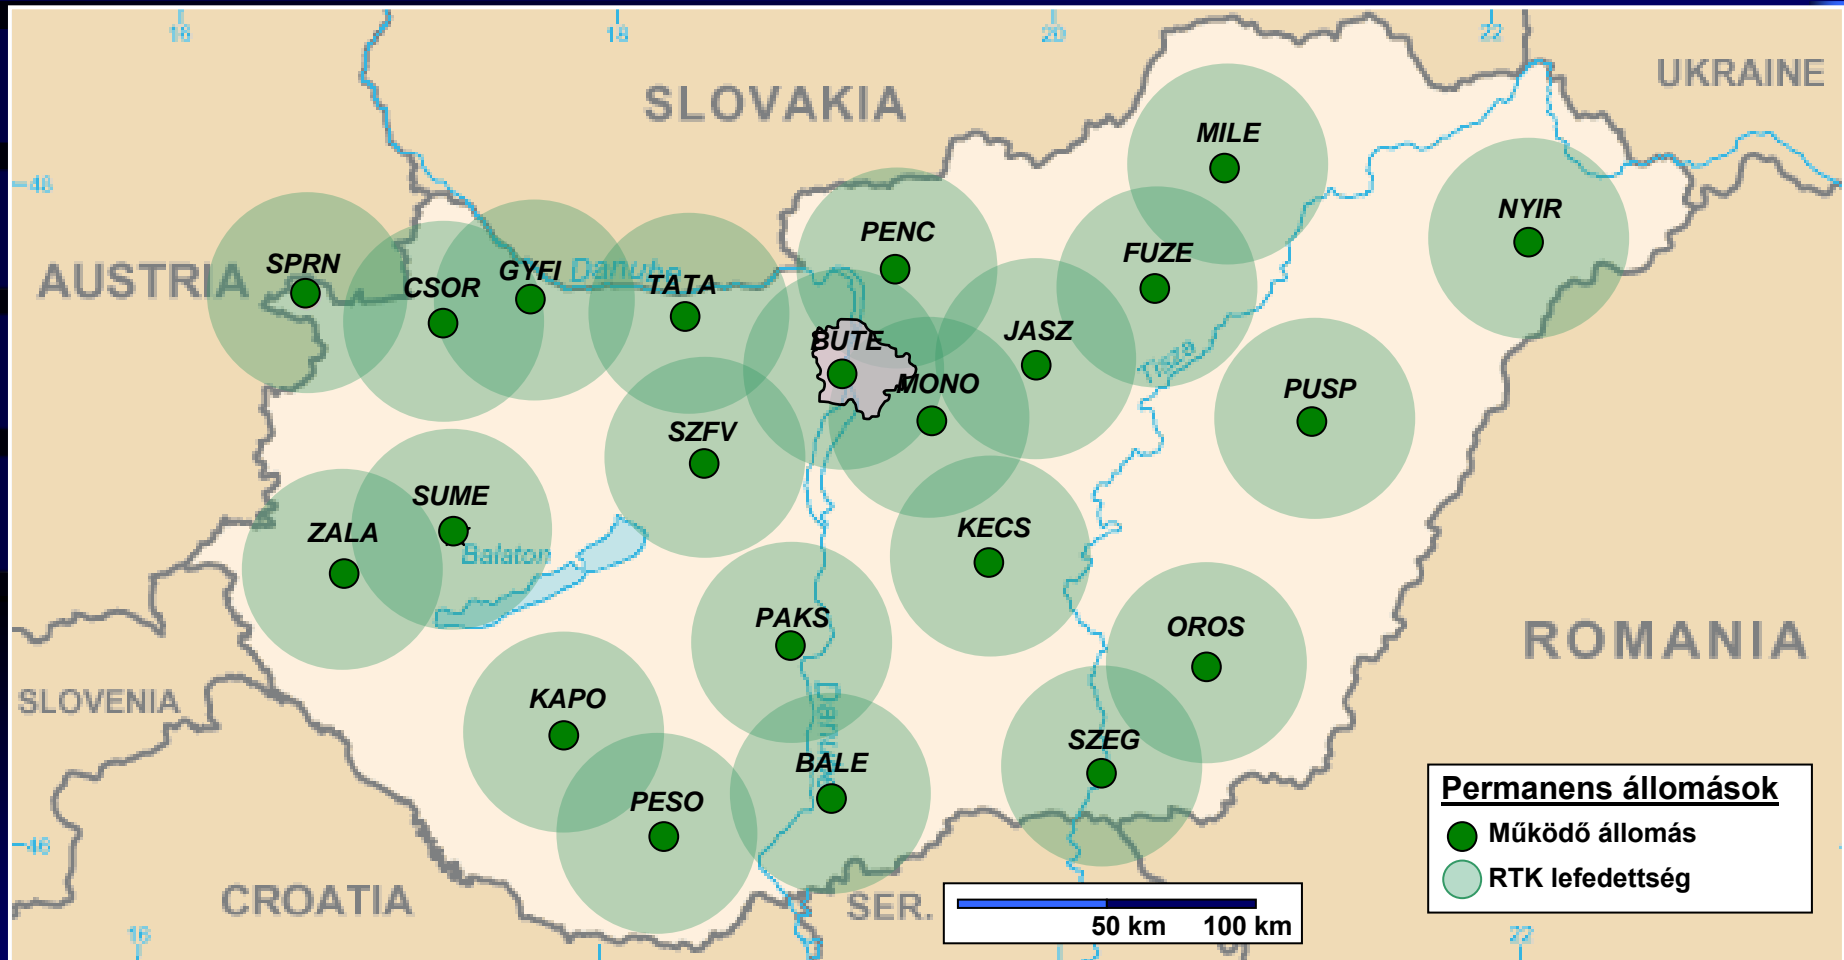 16
18
20
22
SLOVAKIA
UKRAINE
MILE
48
NYIR
PENC
SPRN
AUSTRIA
GYFI
Danube
FUZE
CSOR
TATA
JASZ
BUTE
Tisza
MONO
PUSP
SZFV
SUME
ZALA
Balaton
KECS
PAKS
OROS
ROMANIA
SLOVENIA
KAPO
Danube
SZEG
BALE
PESO
46
CROATIA
SER.
Permanens állomások
Működő állomás
RTK lefedettség
50 km 100 km
16
22